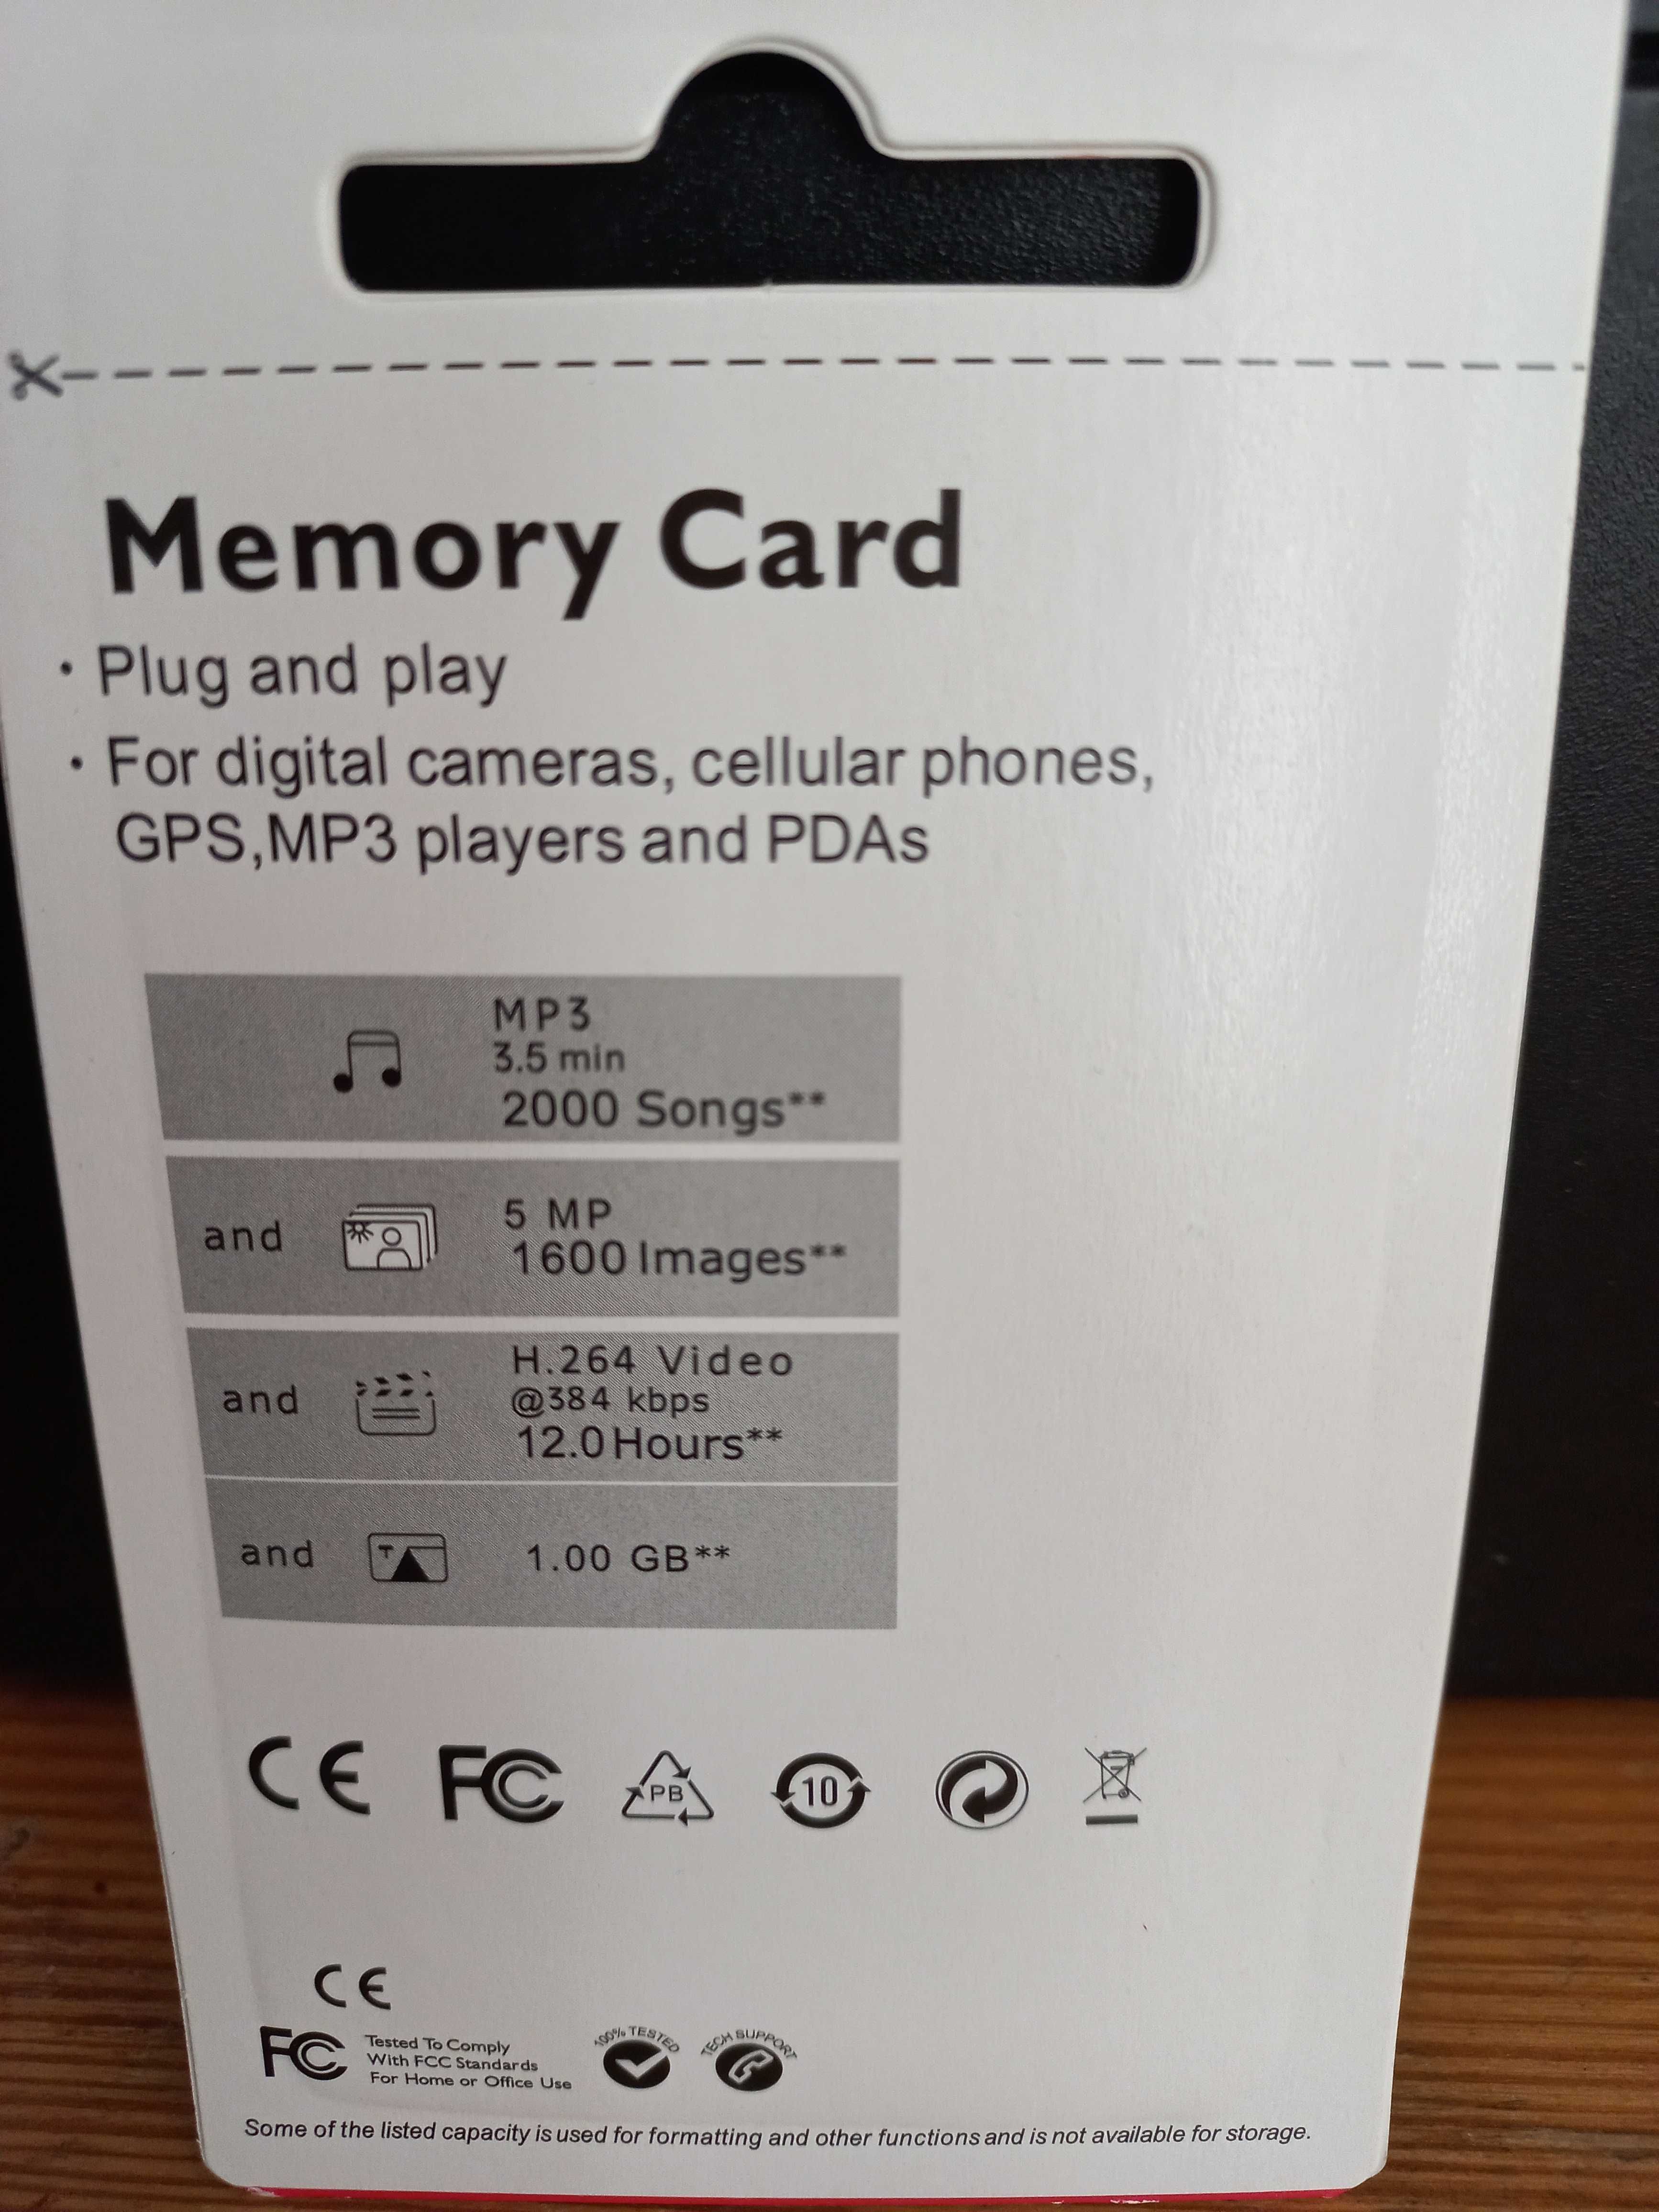 Memory Card
· Plug and play
· For digital cameras, cellular phones,
GPS,MP3 players and PDAs
MP3
3.5 min
2000 Songs**
and
5 MP
1600 Images**
and
H.264 Video
@384 kbps
12.0 Hours**
and
T
1.00 GB**
CE FC PB 10
CE
FC
Tested To Comply
With FCC Standards
For Home or Office Use
100% TESTED
TECH SUPPORT
Some of the listed capacity is used for formatting and other functions and is not available for storage.